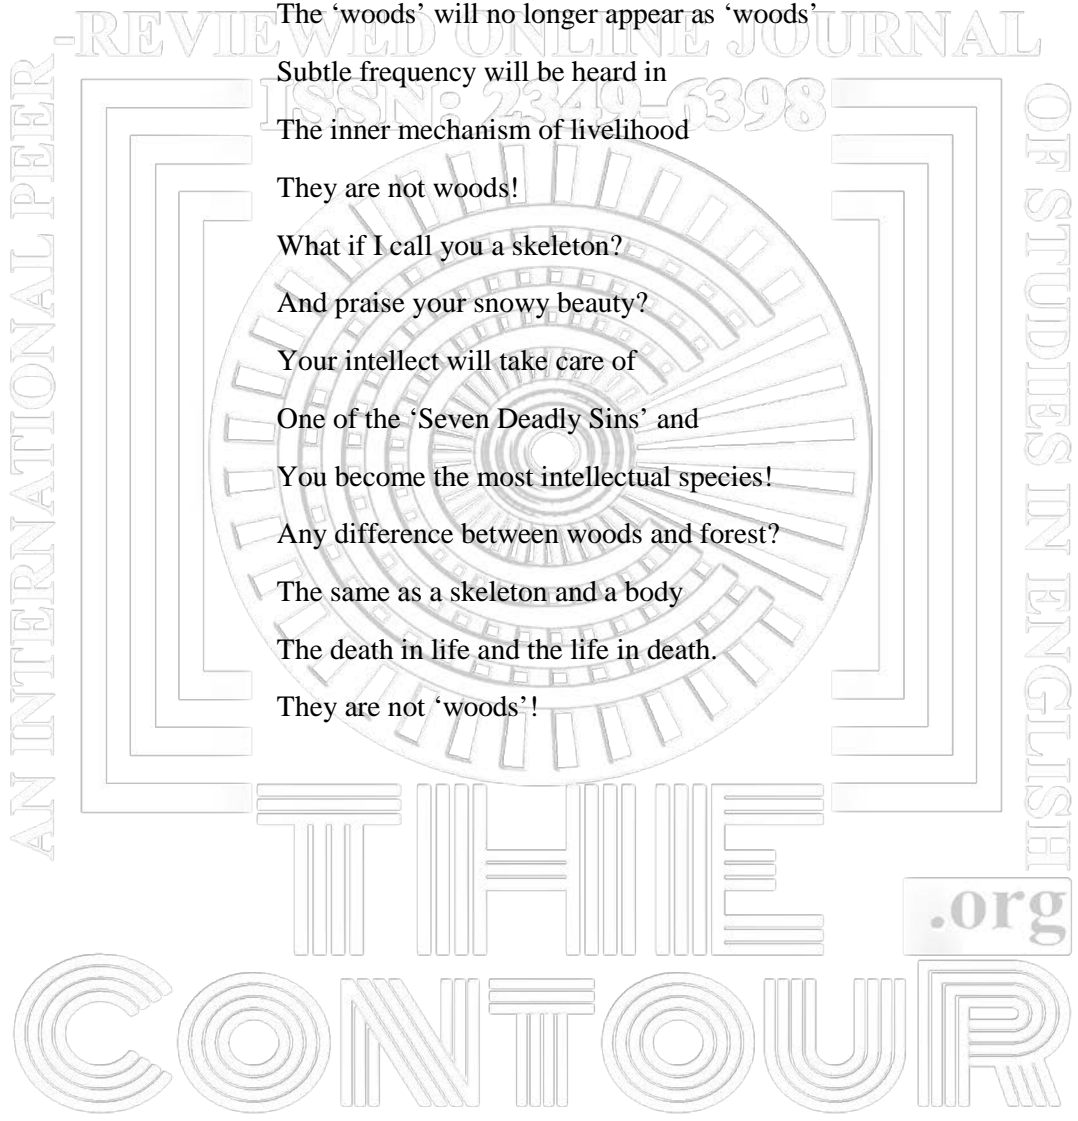 The ‘woods’ will no longer appear as ‘woods’
-REVIEWED ONLINE JOURNAL
Subtle frequency will be heard in
ISSN: 2349-6398
The inner mechanism of livelihood
They are not woods!
What if I call you a skeleton?
And praise your snowy beauty?
Your intellect will take care of
One of the ‘Seven Deadly Sins’ and
You become the most intellectual species!
Any difference between woods and forest?
The same as a skeleton and a body
The death in life and the life in death.
They are not ‘woods’!
AN INTERNATIONAL PEER
OF STUDIES IN ENGLISH
THE
.org
CONTOUR